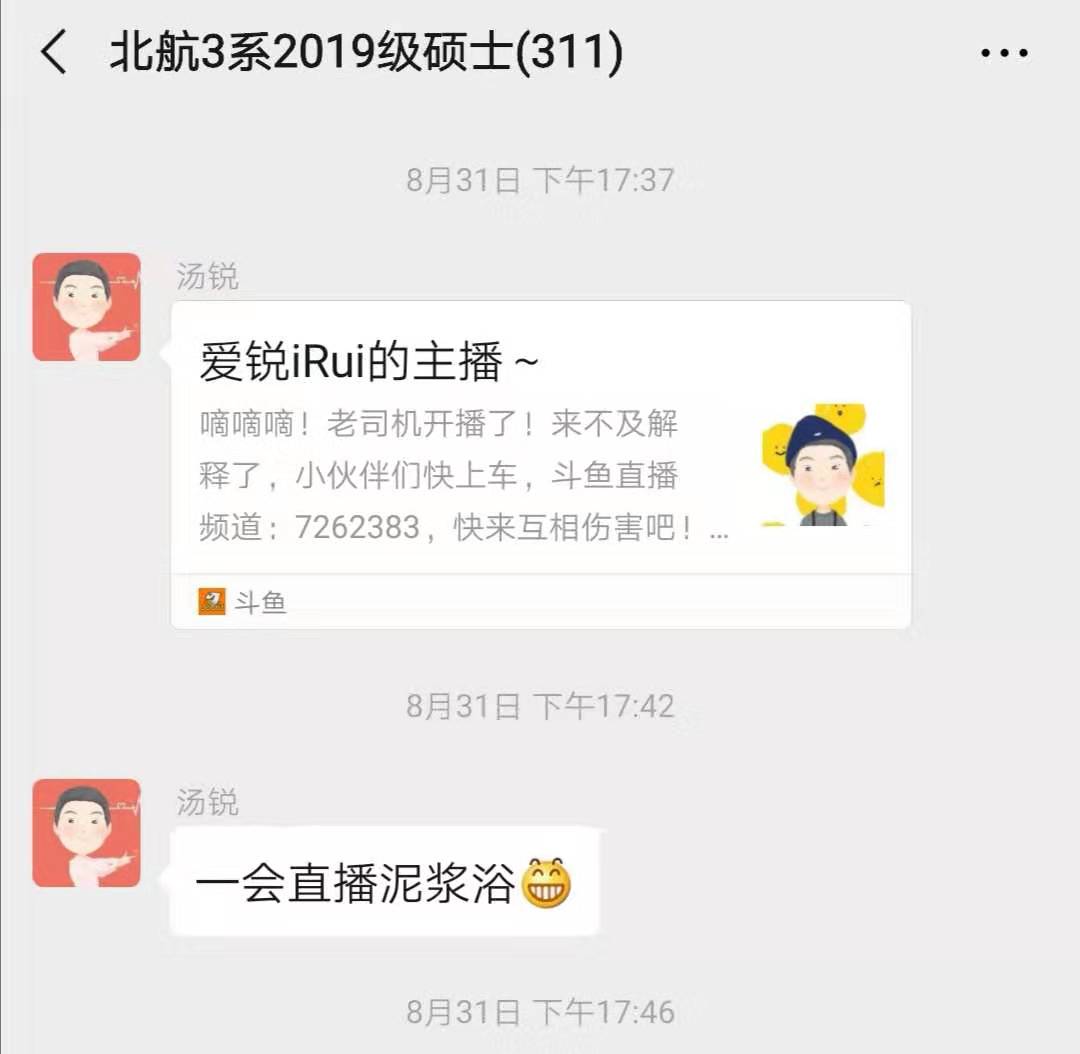 北航3系2019级硕士(311)
8月31日 下午17:37
汤锐
爱锐iRui的主播~
嘀嘀嘀！老司机开播了！来不及解
释了，小伙伴们快上车，斗鱼直播
频道：7262383，快来互相伤害吧！...
斗鱼
8月31日 下午17:42
汤锐
一会直播泥浆浴😁
8月31日 下午17:46